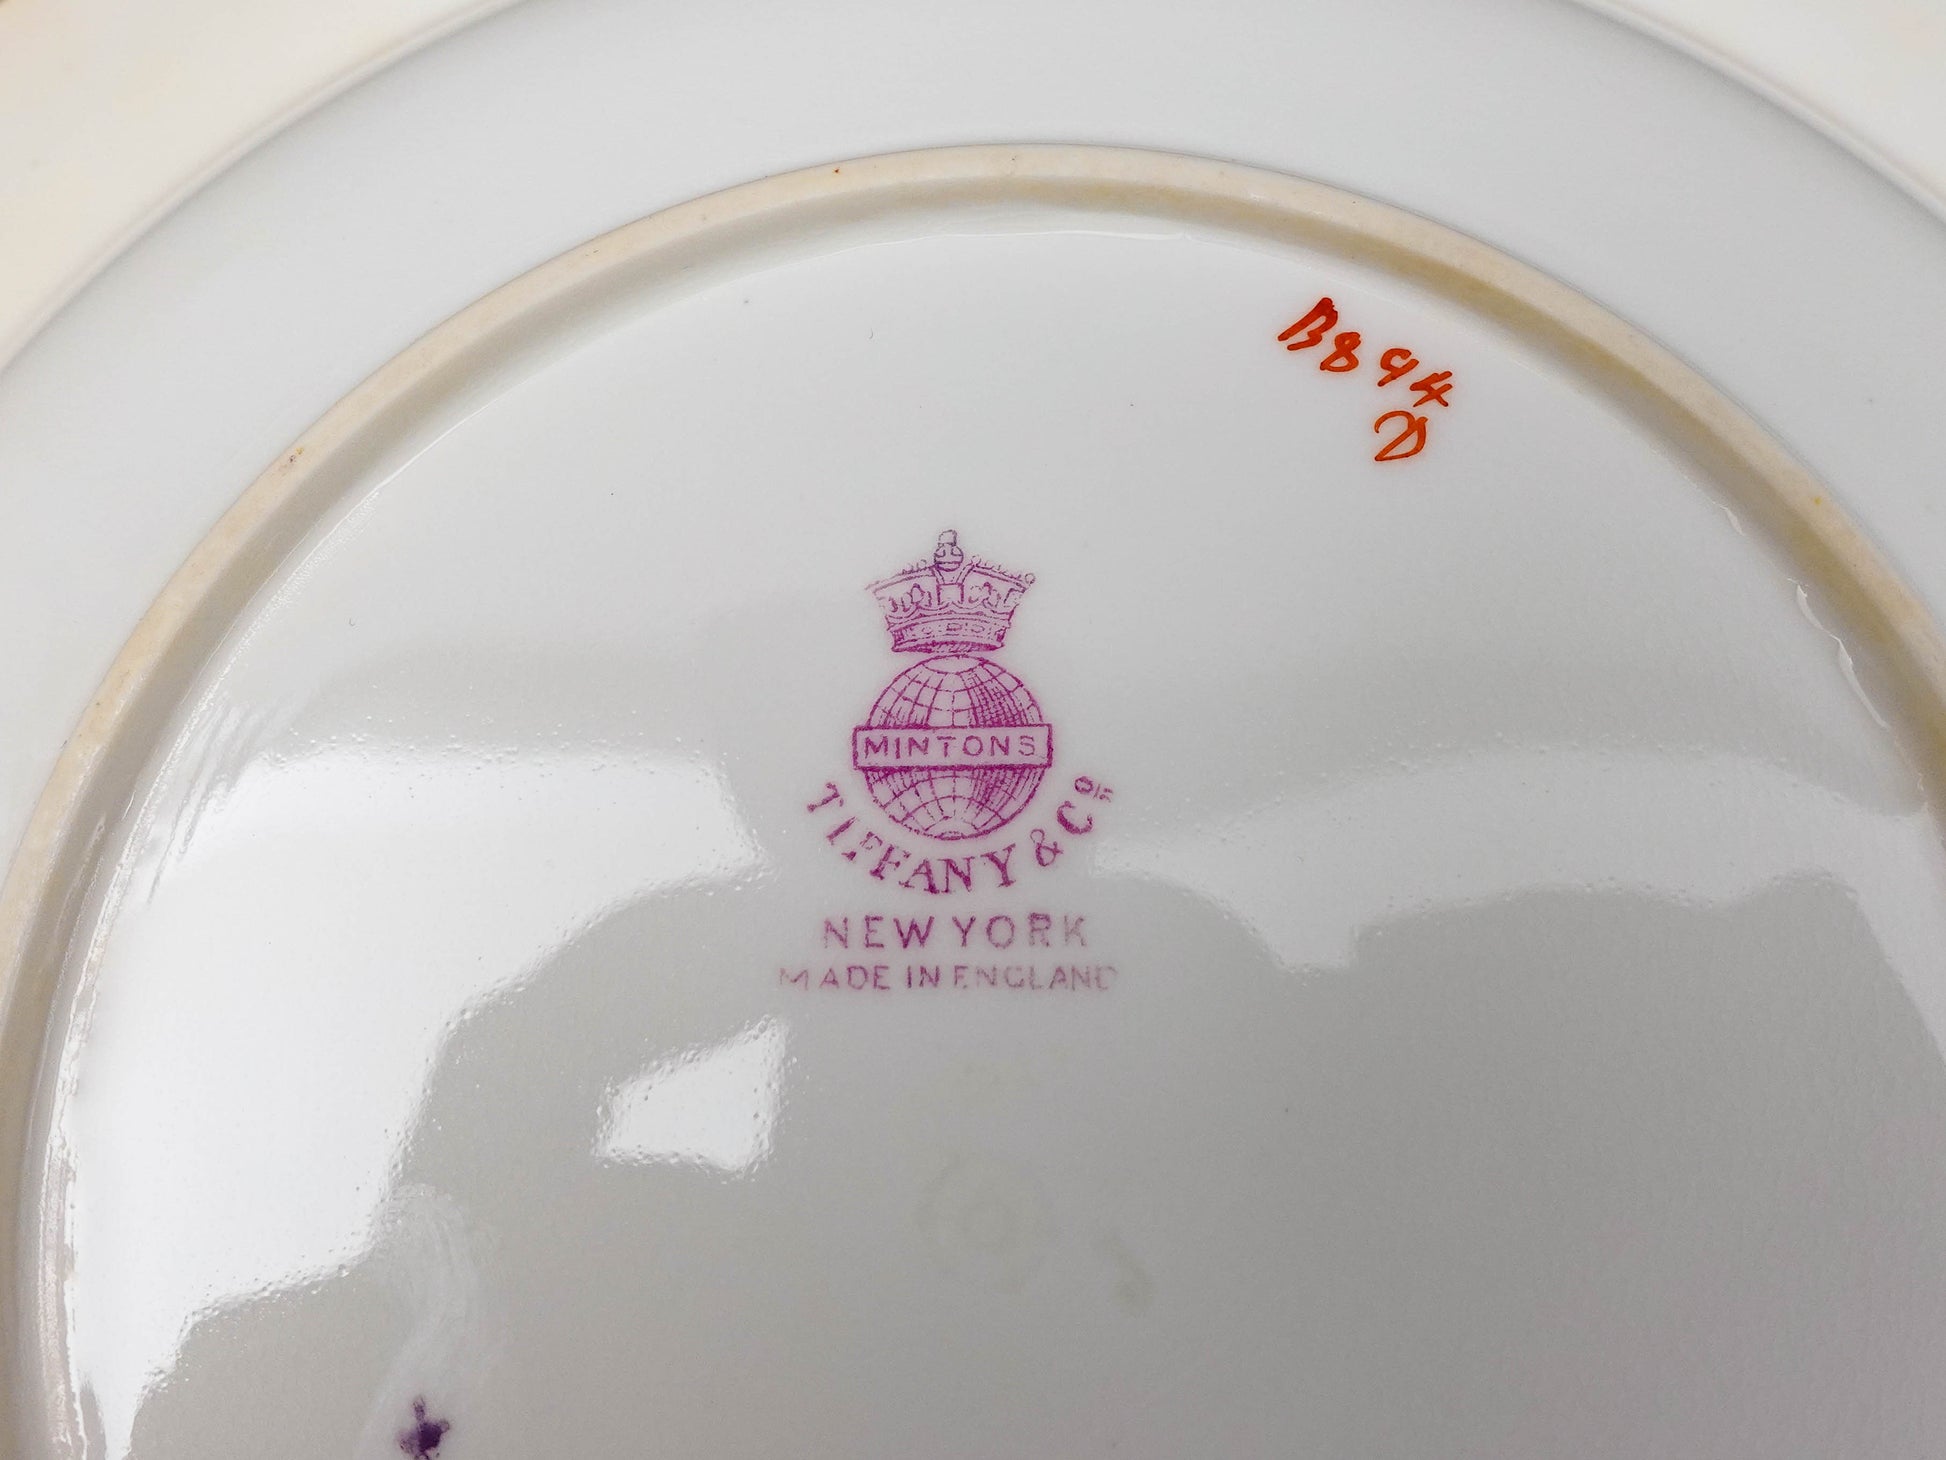 B894
D
MINTONS
TIFFANY & Co
NEW YORK
MADE IN ENGLAND